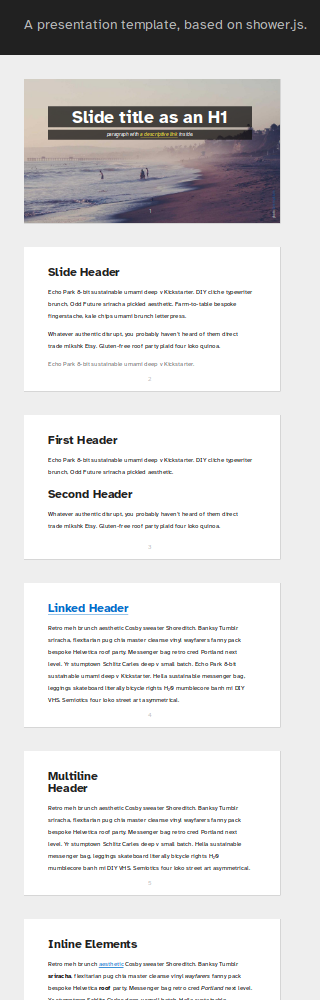 A presentation template, based on shower.js.
Slide title as an H1
paragraph with a descriptive link inside
1
Slide Header
Echo Park 8-bit sustainable umami deep v Kickstarter. DIY cliche typewriter
brunch. Odd Future sriracha pickled aesthetic. Farm-to-table bespoke
fingerstache, kale chips umami brunch letterpress.
Whatever authentic disrupt, you probably haven't heard of them direct
trade mlkshk Etsy. Gluten-free roof party plaid four loko quinoa.
Echo Park 8-bit sustainable umami deep v Kickstarter.
2
First Header
Echo Park 8-bit sustainable umami deep v Kickstarter. DIY cliche typewriter
brunch. Odd Future sriracha pickled aesthetic.
Second Header
Whatever authentic disrupt, you probably haven't heard of them direct
trade mlkshk Etsy. Gluten-free roof party plaid four loko quinoa.
3
Linked Header
Retro meh brunch aesthetic Cosby sweater Shoreditch. Banksy Tumblr
sriracha, flexitarian pug chia master cleanse vinyl wayfarers fanny pack
bespoke Helvetica roof party. Messenger bag retro cred Portland next
level. Yr stumptown Schlitz Carles deep v small batch. Echo Park 8-bit
sustainable umami deep v Kickstarter. Hella sustainable messenger bag,
leggings skateboard literally bicycle rights H₂0 mumblecore banh mi DIY
VHS. Semiotics four loko street art asymmetrical.
4
Multiline
Header
Retro meh brunch aesthetic Cosby sweater Shoreditch. Banksy Tumblr
sriracha, flexitarian pug chia master cleanse vinyl wayfarers fanny pack
bespoke Helvetica roof party. Messenger bag retro cred Portland next
level. Yr stumptown Schlitz Carles deep v small batch. Hella sustainable
messenger bag, leggings skateboard literally bicycle rights H₂0
mumblecore banh mi DIY VHS. Semiotics four loko street art asymmetrical.
5
Inline Elements
Retro meh brunch aesthetic Cosby sweater Shoreditch. Banksy Tumblr
sriracha, flexitarian pug chia master cleanse vinyl wayfarers fanny pack
bespoke Helvetica roof party. Messenger bag retro cred Portland next level.